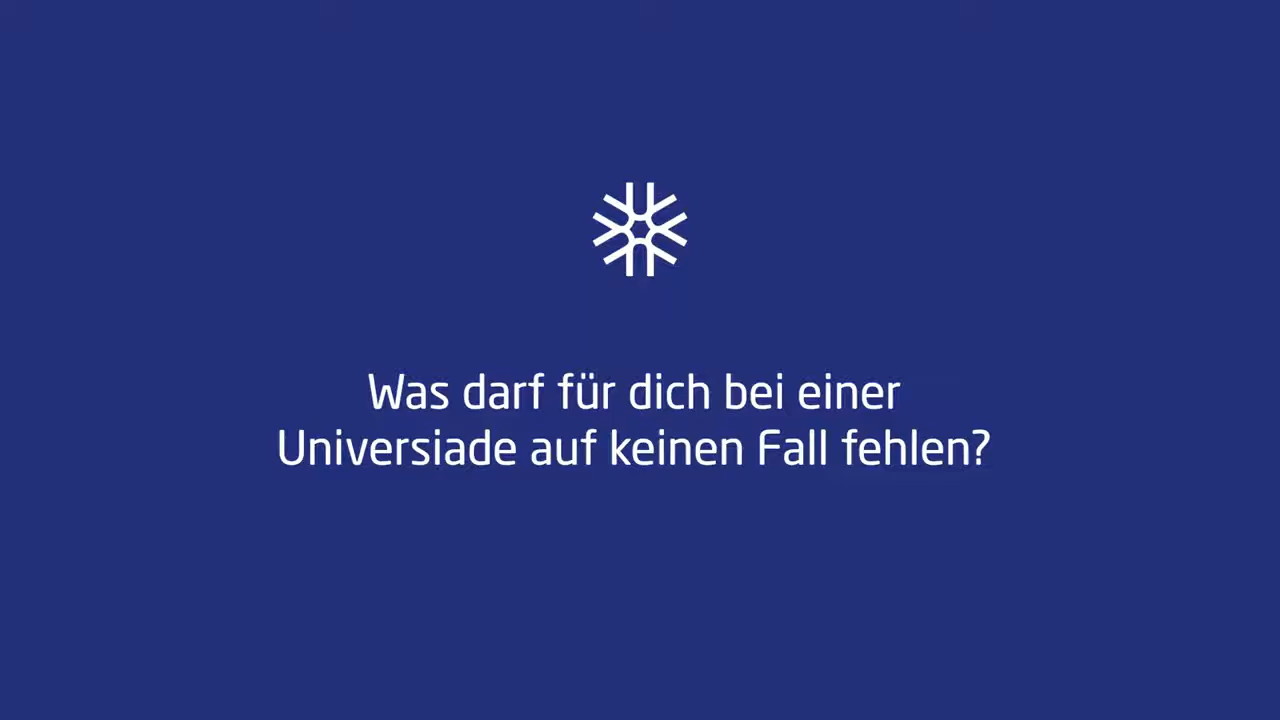 Was darf für dich bei einer
Universiade auf keinen Fall fehlen?